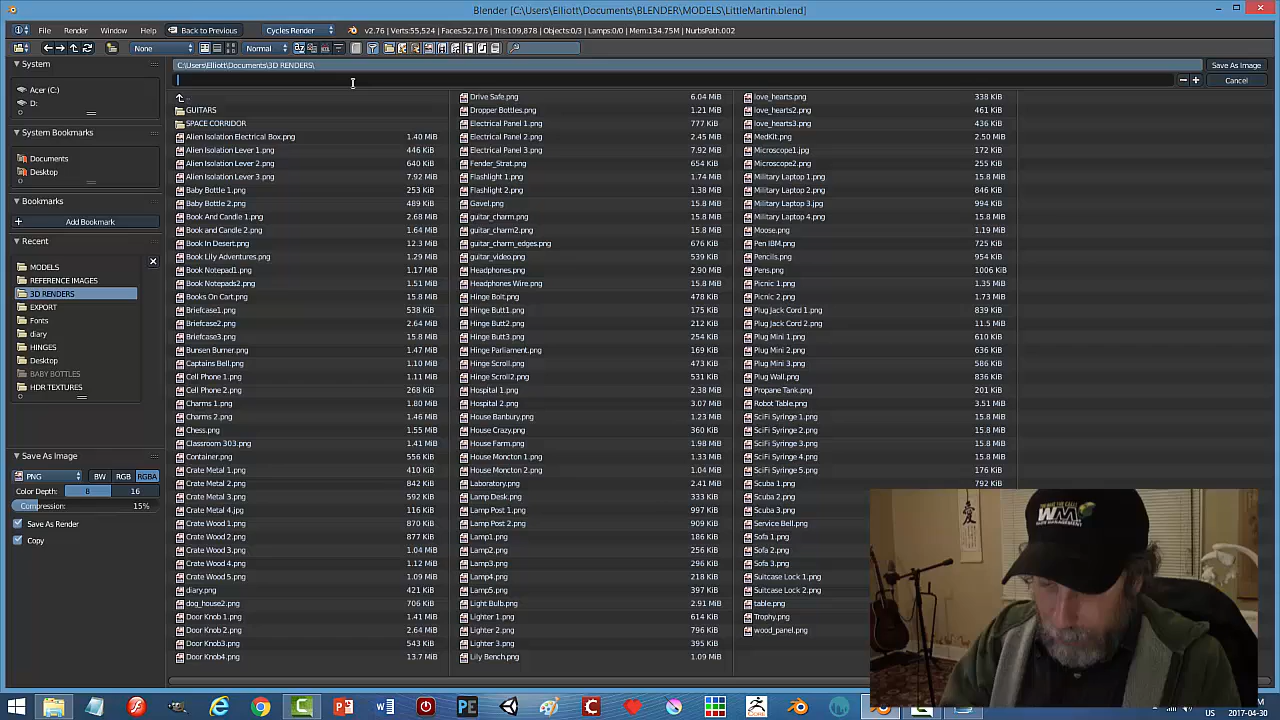 Blender [C:\Users\Elliott\Documents\BLENDER\MODELS\LittleMartin.blend]
File Render Window Help Back to Previous Cycles Render v2.76 | Verts:55,524 | Faces:52,176 | Tris:109,878 | Objects:0/3 | Lamps:0/0 | Mem:134.75M | NurbsPath.002
None Normal
System
Acer (C:)
D:
System Bookmarks
Documents
Desktop
Bookmarks
Add Bookmark
Recent
MODELS
REFERENCE IMAGES
3D RENDERS
EXPORT
Fonts
diary
HINGES
Desktop
BABY BOTTLES
HDR TEXTURES
Save As Image
PNG BW RGB RGBA
Color Depth: 8 16
Compression: 15%
Save As Render
Copy
C:\Users\Elliott\Documents\3D RENDERS\ Save As Image
Cancel
..
GUITARS
SPACE CORRIDOR
Alien Isolation Electrical Box.png 1.40 MiB
Alien Isolation Lever 1.png 446 KiB
Alien Isolation Lever 2.png 640 KiB
Alien Isolation Lever 3.png 7.92 MiB
Baby Bottle 1.png 253 KiB
Baby Bottle 2.png 489 KiB
Book And Candle 1.png 2.68 MiB
Book and Candle 2.png 1.64 MiB
Book In Desert.png 12.3 MiB
Book Lily Adventures.png 1.29 MiB
Book Notepad1.png 1.17 MiB
Book Notepads2.png 1.51 MiB
Books On Cart.png 15.8 MiB
Briefcase1.png 538 KiB
Briefcase2.png 2.64 MiB
Briefcase3.png 15.8 MiB
Bunsen Burner.png 1.47 MiB
Captains Bell.png 1.10 MiB
Cell Phone 1.png 1.11 MiB
Cell Phone 2.png 268 KiB
Charms 1.png 1.80 MiB
Charms 2.png 1.46 MiB
Chess.png 1.55 MiB
Classroom 303.png 1.41 MiB
Container.png 556 KiB
Crate Metal 1.png 410 KiB
Crate Metal 2.png 842 KiB
Crate Metal 3.png 592 KiB
Crate Metal 4.jpg 116 KiB
Crate Wood 1.png 870 KiB
Crate Wood 2.png 877 KiB
Crate Wood 3.png 1.04 MiB
Crate Wood 4.png 1.12 MiB
Crate Wood 5.png 1.09 MiB
diary.png 421 KiB
dog_house2.png 706 KiB
Door Knob 1.png 1.41 MiB
Door Knob 2.png 2.64 MiB
Door Knob3.png 543 KiB
Door Knob4.png 13.7 MiB
Drive Safe.png 6.04 MiB
Dropper Bottles.png 1.21 MiB
Electrical Panel 1.png 777 KiB
Electrical Panel 2.png 2.45 MiB
Electrical Panel 3.png 7.92 MiB
Fender_Strat.png 654 KiB
Flashlight 1.png 1.74 MiB
Flashlight 2.png 1.38 MiB
Gavel.png 15.8 MiB
guitar_charm.png 15.8 MiB
guitar_charm2.png 15.8 MiB
guitar_charm_edges.png 676 KiB
guitar_video.png 539 KiB
Headphones.png 2.90 MiB
Headphones Wire.png 15.8 MiB
Hinge Bolt.png 478 KiB
Hinge Butt1.png 175 KiB
Hinge Butt2.png 212 KiB
Hinge Butt3.png 254 KiB
Hinge Parliament.png 169 KiB
Hinge Scroll.png 473 KiB
Hinge Scroll2.png 531 KiB
Hospital 1.png 2.38 MiB
Hospital 2.png 3.07 MiB
House Banbury.png 1.23 MiB
House Crazy.png 360 KiB
House Farm.png 1.98 MiB
House Moncton 1.png 1.33 MiB
House Moncton 2.png 1.04 MiB
Laboratory.png 2.41 MiB
Lamp Desk.png 333 KiB
Lamp Post 1.png 997 KiB
Lamp Post 2.png 909 KiB
Lamp1.png 186 KiB
Lamp2.png 256 KiB
Lamp3.png 296 KiB
Lamp4.png 218 KiB
Lamp5.png 397 KiB
Light Bulb.png 2.91 MiB
Lighter 1.png 614 KiB
Lighter 2.png 796 KiB
Lighter 3.png 395 KiB
Lily Bench.png 1.09 MiB
love_hearts.png 338 KiB
love_hearts2.png 461 KiB
love_hearts3.png 436 KiB
MedKit.png 2.50 MiB
Microscope1.jpg 172 KiB
Microscope2.png 255 KiB
Military Laptop 1.png 15.8 MiB
Military Laptop 2.png 846 KiB
Military Laptop 3.jpg 994 KiB
Military Laptop 4.png 15.8 MiB
Moose.png 1.19 MiB
Pen IBM.png 725 KiB
Pencils.png 954 KiB
Pens.png 1006 KiB
Picnic 1.png 1.35 MiB
Picnic 2.png 1.73 MiB
Plug Jack Cord 1.png 839 KiB
Plug Jack Cord 2.png 11.5 MiB
Plug Mini 1.png 610 KiB
Plug Mini 2.png 636 KiB
Plug Mini 3.png 586 KiB
Plug Wall.png 836 KiB
Propane Tank.png 201 KiB
Robot Table.png 3.51 MiB
SciFi Syringe 1.png 15.8 MiB
SciFi Syringe 2.png 15.8 MiB
SciFi Syringe 3.png 15.8 MiB
SciFi Syringe 4.png 15.8 MiB
SciFi Syringe 5.png 176 KiB
Scuba 1.png 792 KiB
Scuba 2.png
Scuba 3.png
Service Bell.png
Sofa 1.png
Sofa 2.png
Sofa 3.png
Suitcase Lock 1.png
Suitcase Lock 2.png
table.png
Trophy.png
wood_panel.png
WM
愛
PE
US 2017-04-30